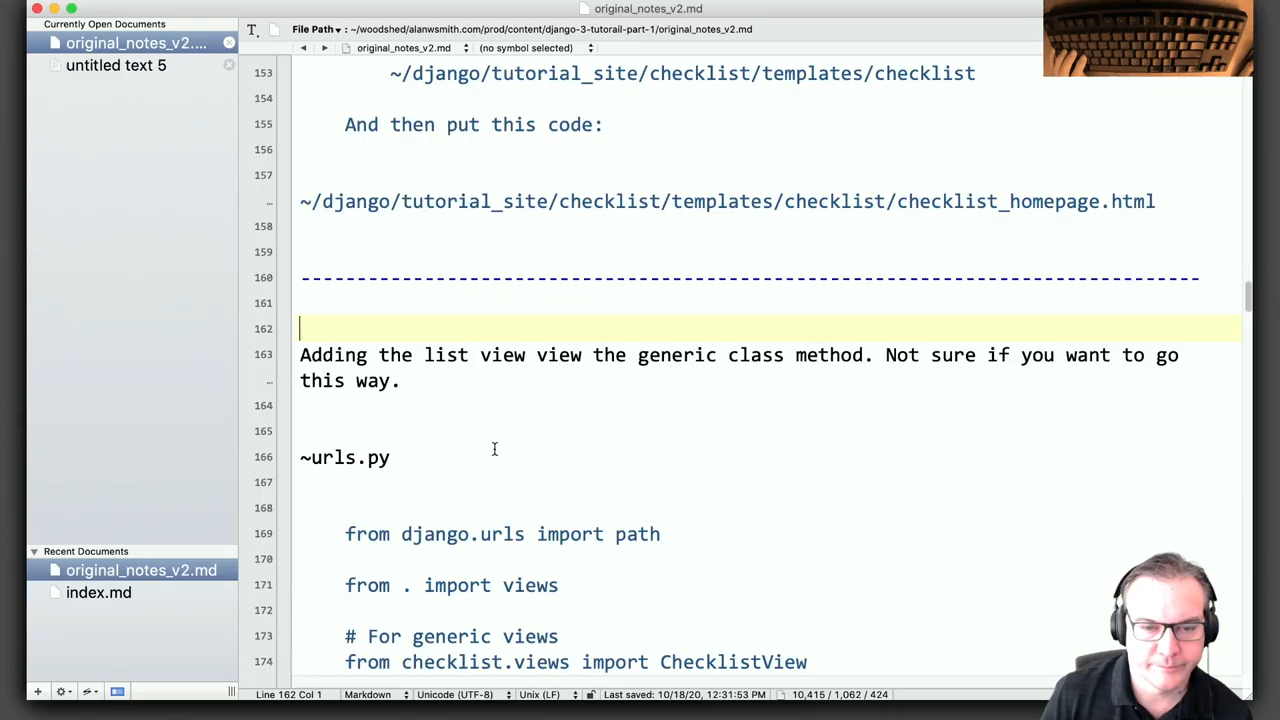 original_notes_v2.md
Currently Open Documents
original_notes_v2....
untitled text 5
File Path▾ : ~/woodshed/alanwsmith.com/prod/content/django-3-tutorail-part-1/original_notes_v2.md
original_notes_v2.md (no symbol selected)
153 ~/django/tutorial_site/checklist/templates/checklist
154
155 And then put this code:
156
157
~/django/tutorial_site/checklist/templates/checklist/checklist_homepage.html
158
159
160 --------------------------------------------------------------------------------
161
162
163 Adding the list view view the generic class method. Not sure if you want to go
this way.
164
165
166 ~urls.py
167
168
169 from django.urls import path
170
171 from . import views
172
173 # For generic views
174 from checklist.views import ChecklistView
Recent Documents
original_notes_v2.md
index.md
Line 162 Col 1 Markdown Unicode (UTF-8) Unix (LF) Last saved: 10/18/20, 12:31:53 PM 10,415 / 1,062 / 424